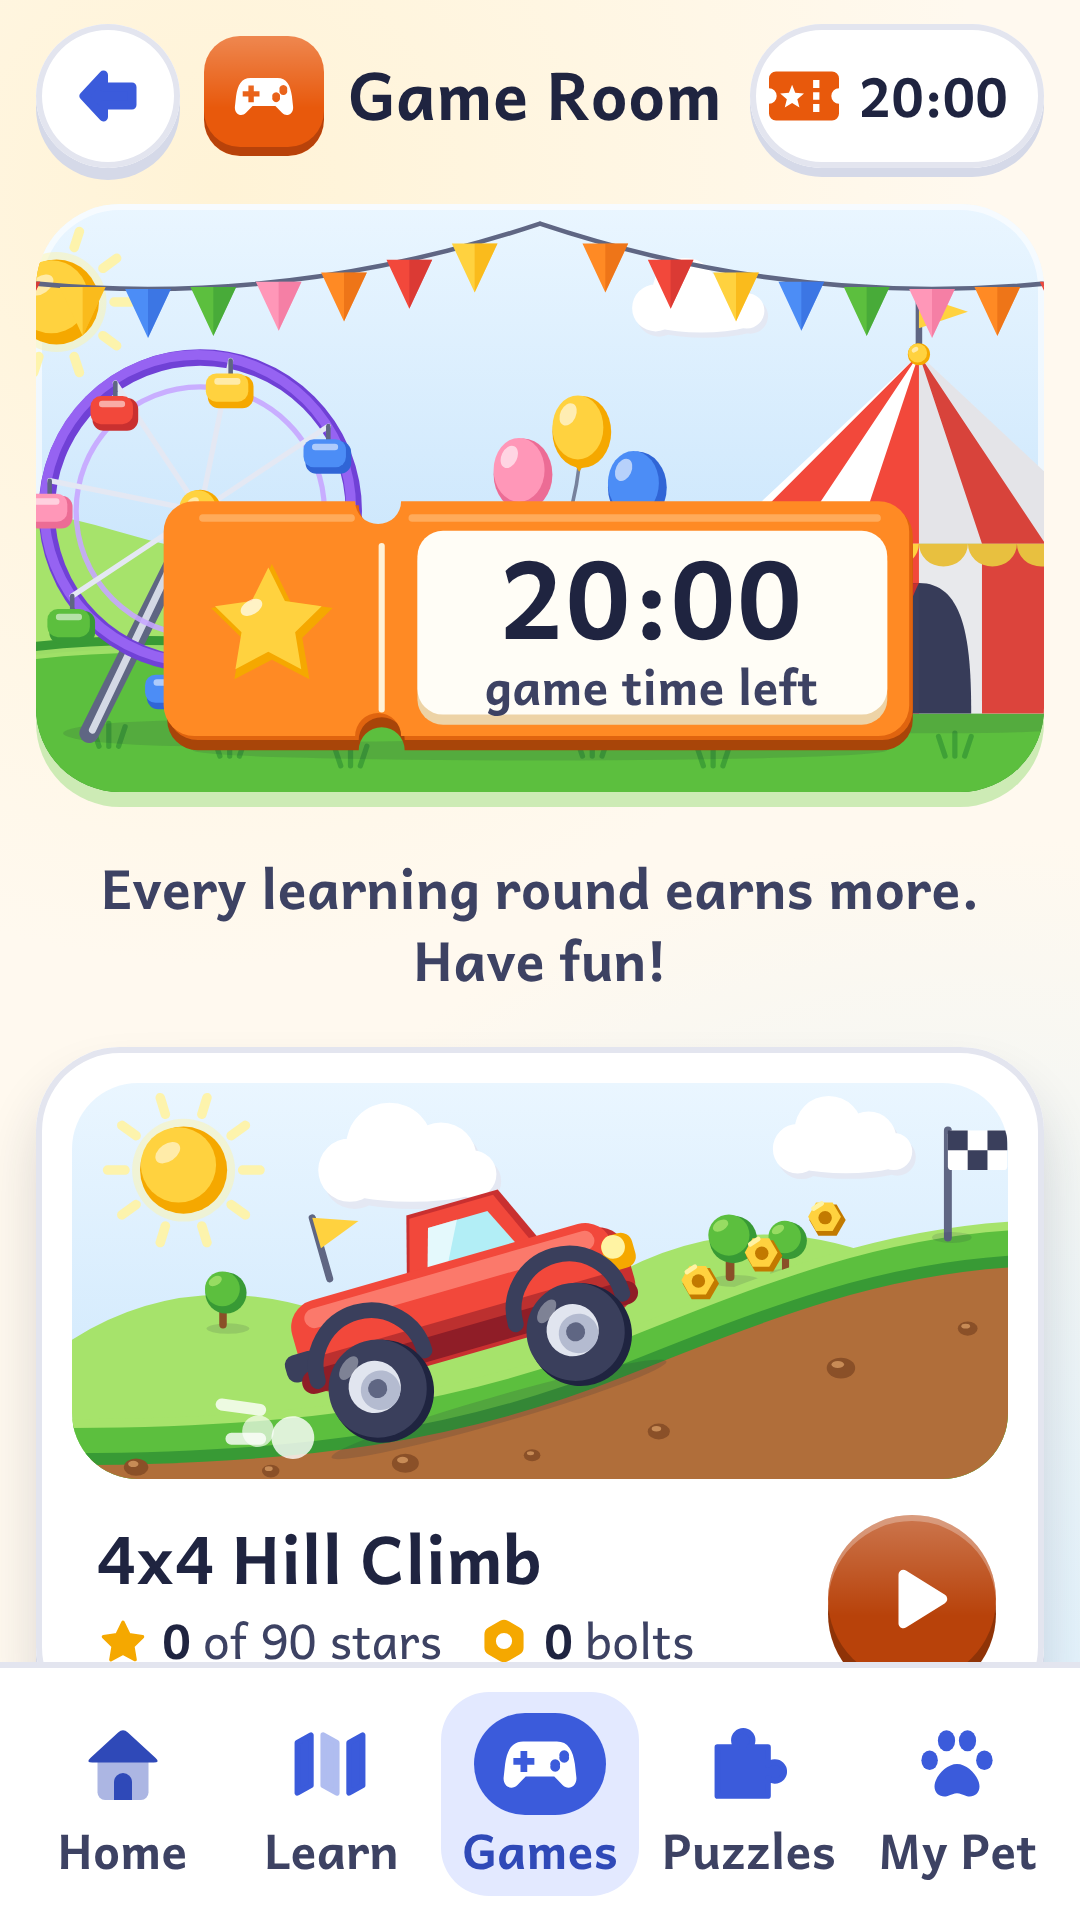 Game Room
20:00
20:00
game time left
Every learning round earns more.
Have fun!
4x4 Hill Climb
0 of 90 stars
0 bolts
Home
Learn
Games
Puzzles
My Pet